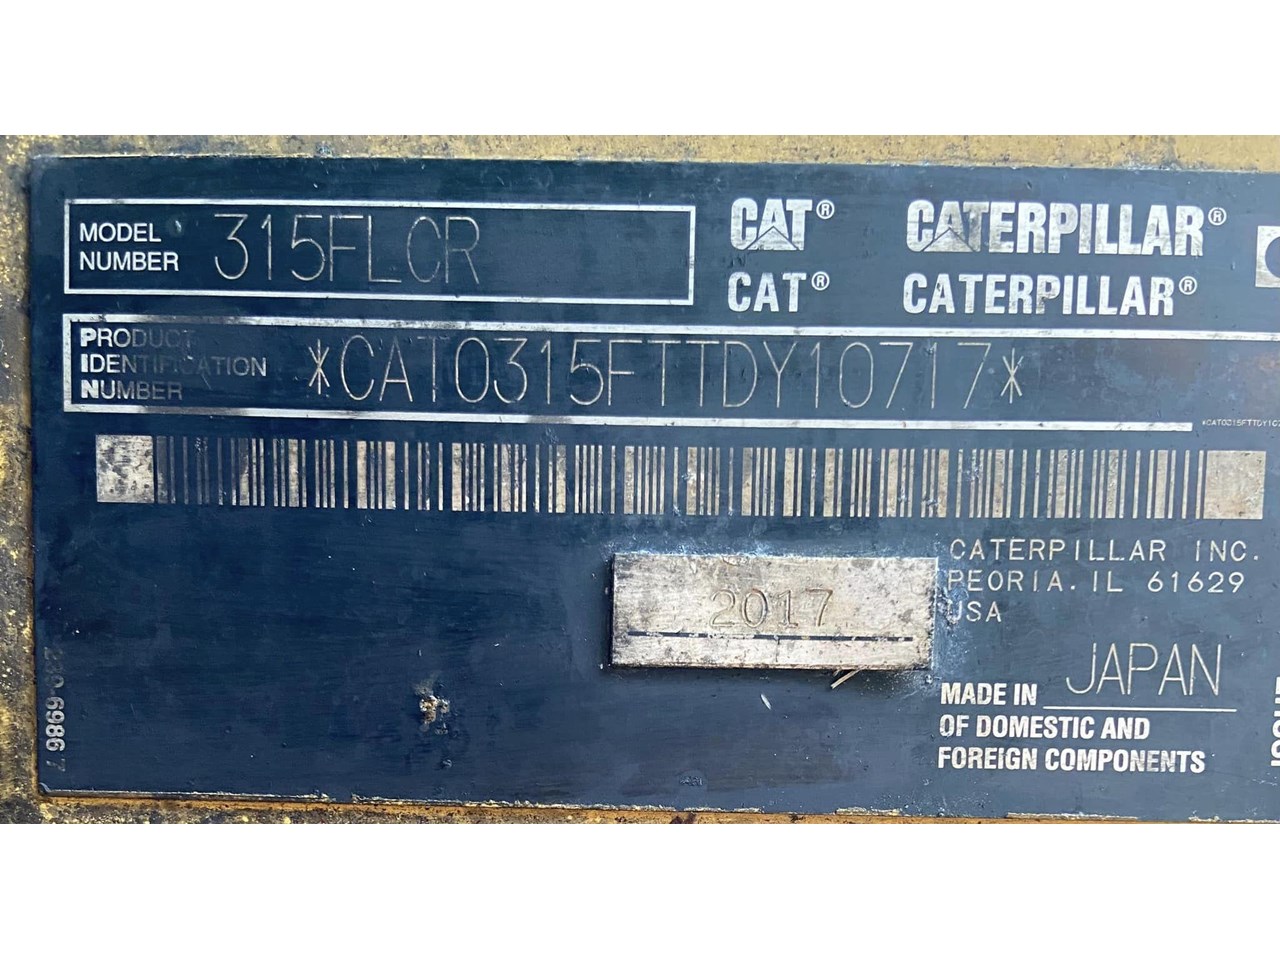 MODEL NUMBER 315FLCR
CAT® CATERPILLAR®
CAT® CATERPILLAR®
PRODUCT
IDENTIFICATION
NUMBER
*CAT0315FTTDY10717*
CATERPILLAR INC.
PEORIA. IL 61629
USA
2017
MADE IN JAPAN
OF DOMESTIC AND
FOREIGN COMPONENTS